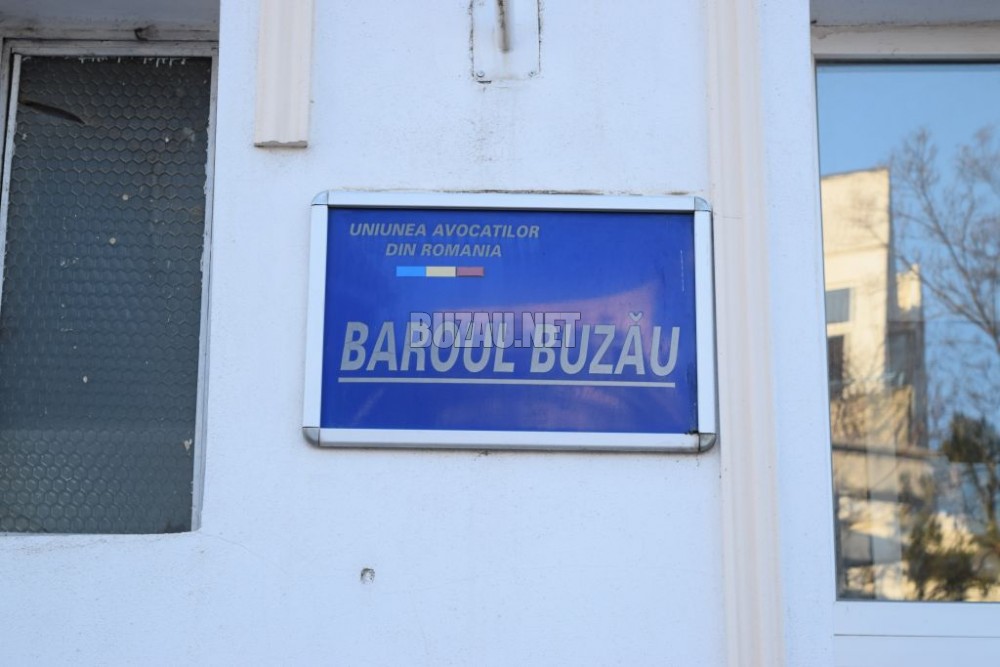 UNIUNEA AVOCATILOR
DIN ROMANIA
BUZAU.NET
BAROUL BUZĂU